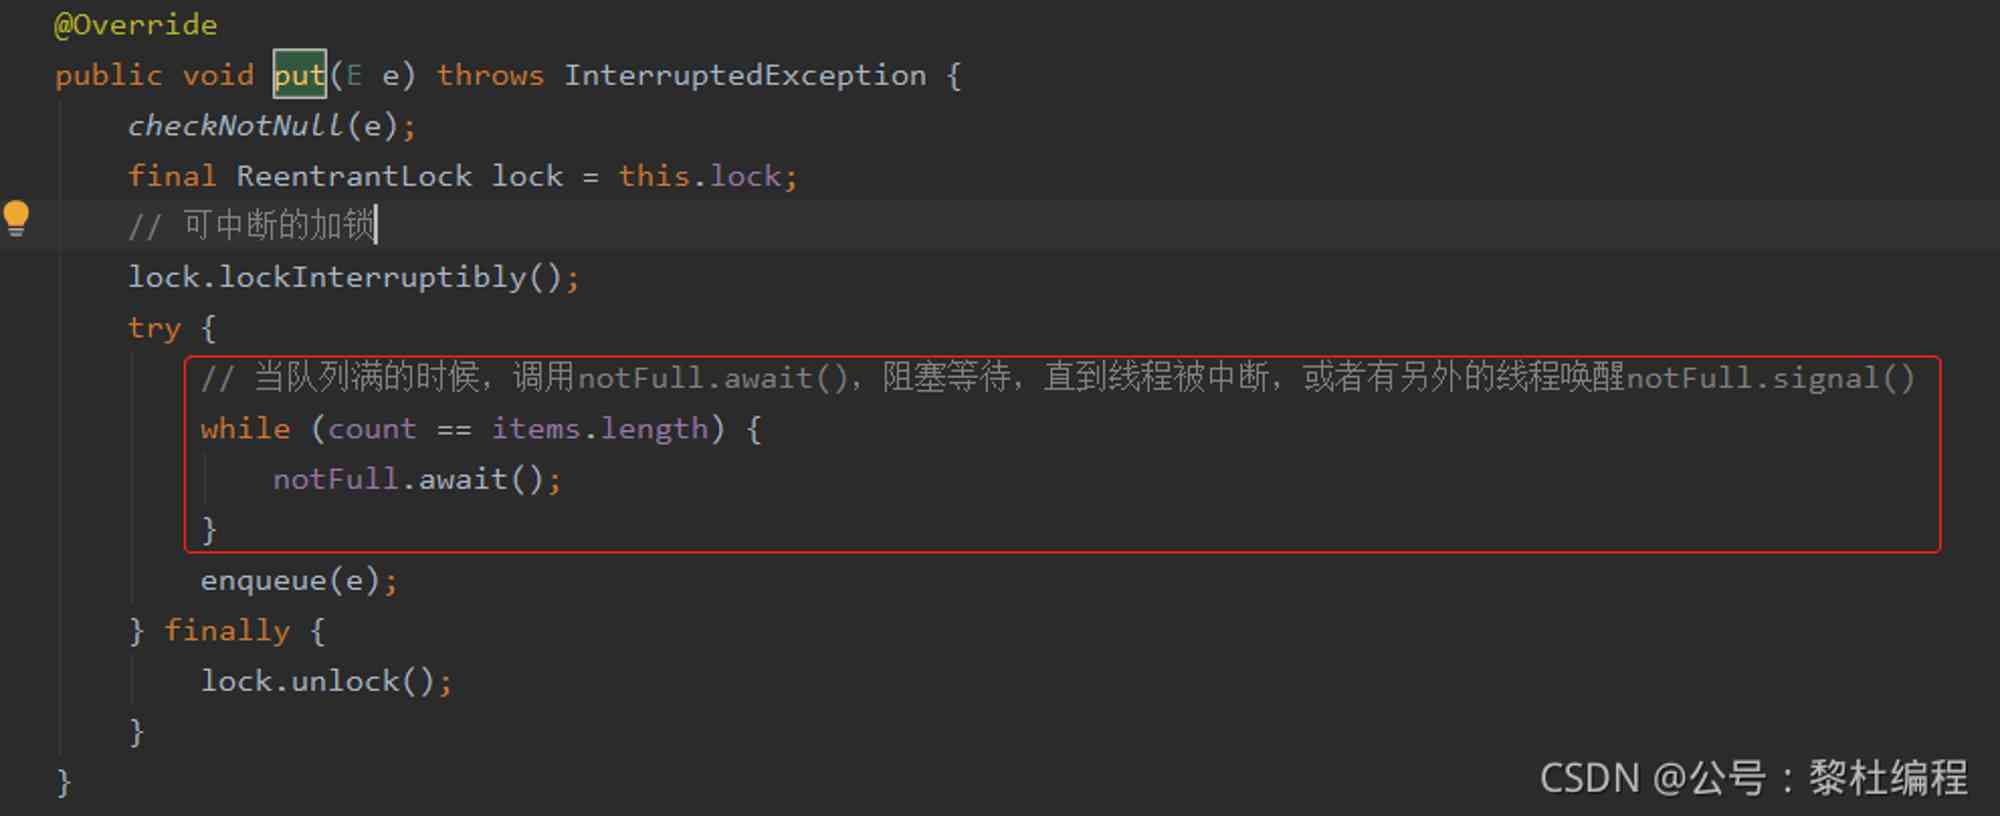 @Override
public void put(E e) throws InterruptedException {
checkNotNull(e);
final ReentrantLock lock = this.lock;
// 可中断的加锁
lock.lockInterruptibly();
try {
// 当队列满的时候，调用notFull.await()，阻塞等待，直到线程被中断，或者有另外的线程唤醒notFull.signal()
while (count == items.length) {
notFull.await();
}
enqueue(e);
} finally {
lock.unlock();
}
}
CSDN @公号：黎杜编程